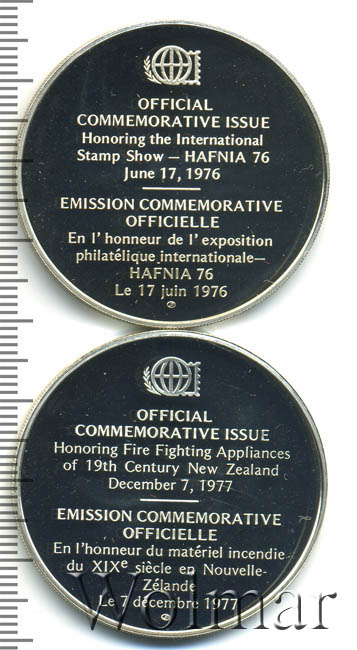 OFFICIAL
COMMEMORATIVE ISSUE
Honoring the International
Stamp Show — HAFNIA 76
June 17, 1976
EMISSION COMMEMORATIVE
OFFICIELLE
En l'honneur de l'exposition
philatélique internationale—
HAFNIA 76
Le 17 juin 1976
OFFICIAL
COMMEMORATIVE ISSUE
Honoring Fire Fighting Appliances
of 19th Century New Zealand
December 7, 1977
EMISSION COMMEMORATIVE
OFFICIELLE
En l'honneur du matériel incendie
du XIXe siècle en Nouvelle-
Zélande
Le 7 décembre 1977
Wolmar